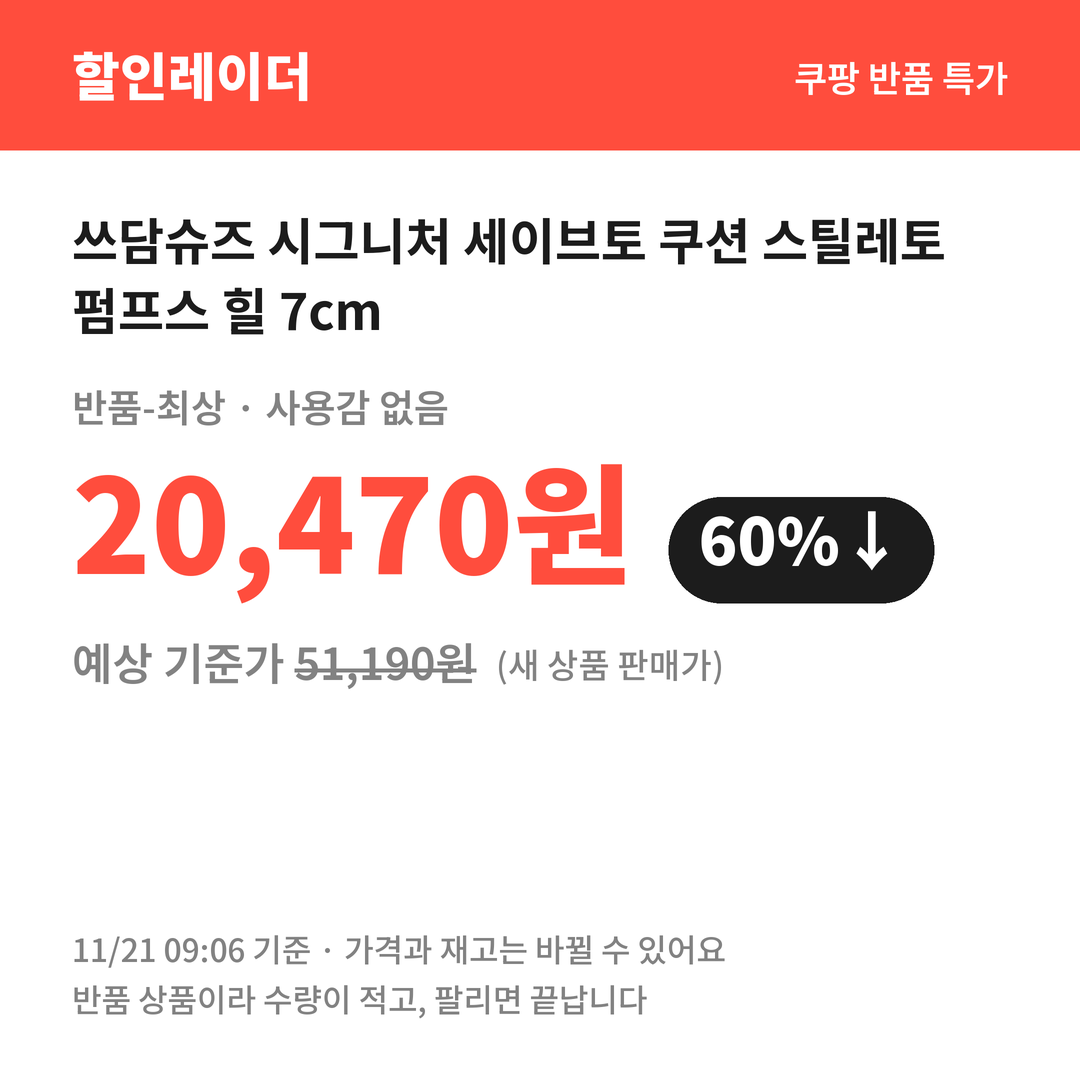 할인레이더
쿠팡 반품 특가
쓰담슈즈 시그니처 세이브토 쿠션 스틸레토
펌프스 힐 7cm
반품-최상 · 사용감 없음
20,470원
60%↓
예상 기준가 51,190원 (새 상품 판매가)
11/21 09:06 기준 · 가격과 재고는 바뀔 수 있어요
반품 상품이라 수량이 적고, 팔리면 끝납니다